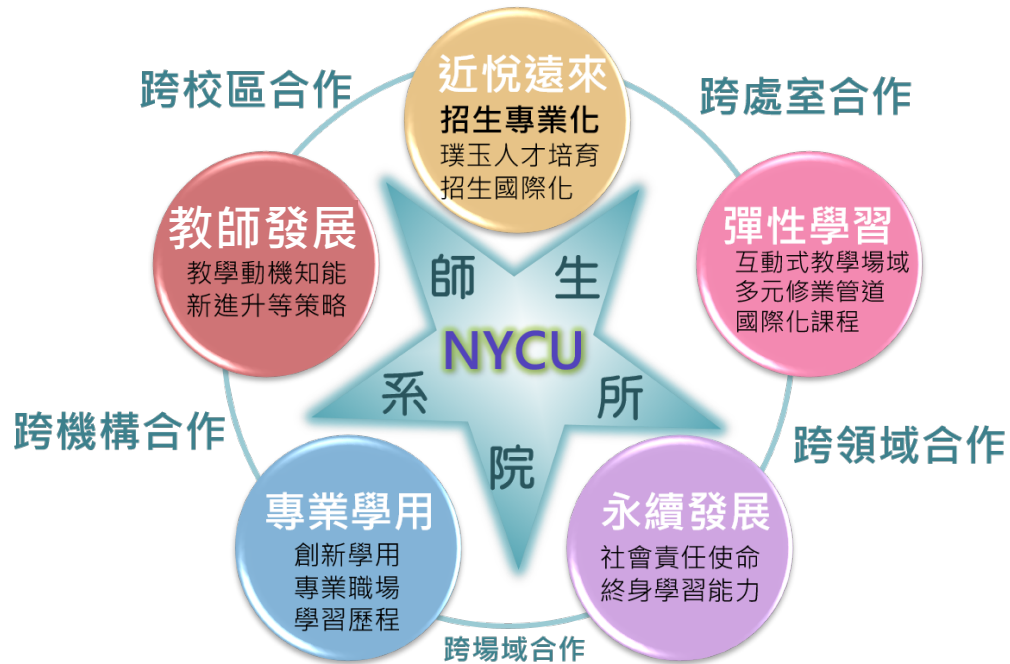 近悅遠來
招生專業化
璞玉人才培育
招生國際化
跨校區合作
跨處室合作
教師發展
教學動機知能
新進升等策略
彈性學習
互動式教學場域
多元修業管道
國際化課程
師 生
NYCU
系 所
院
跨機構合作
跨領域合作
專業學用
創新學用
專業職場
學習歷程
永續發展
社會責任使命
終身學習能力
跨場域合作